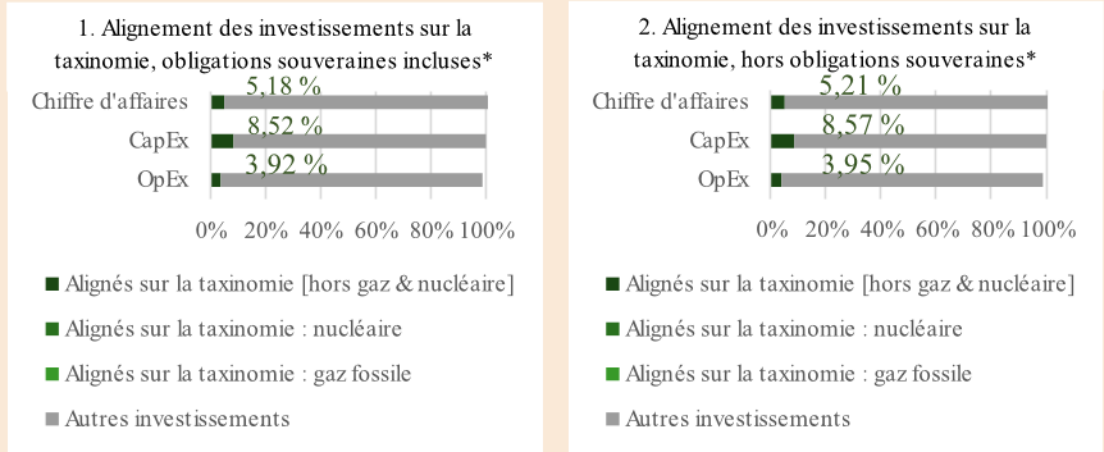 1. Alignement des investissements sur la
taxinomie, obligations souveraines incluses*
Chiffre d'affaires
5,18 %
CapEx
8,52 %
OpEx
3,92 %
0% 20% 40% 60% 80% 100%
Alignés sur la taxinomie [hors gaz & nucléaire]
Alignés sur la taxinomie : nucléaire
Alignés sur la taxinomie : gaz fossile
Autres investissements
2. Alignement des investissements sur la
taxinomie, hors obligations souveraines*
Chiffre d'affaires
5,21 %
CapEx
8,57 %
OpEx
3,95 %
0% 20% 40% 60% 80% 100%
Alignés sur la taxinomie [hors gaz & nucléaire]
Alignés sur la taxinomie : nucléaire
Alignés sur la taxinomie : gaz fossile
Autres investissements